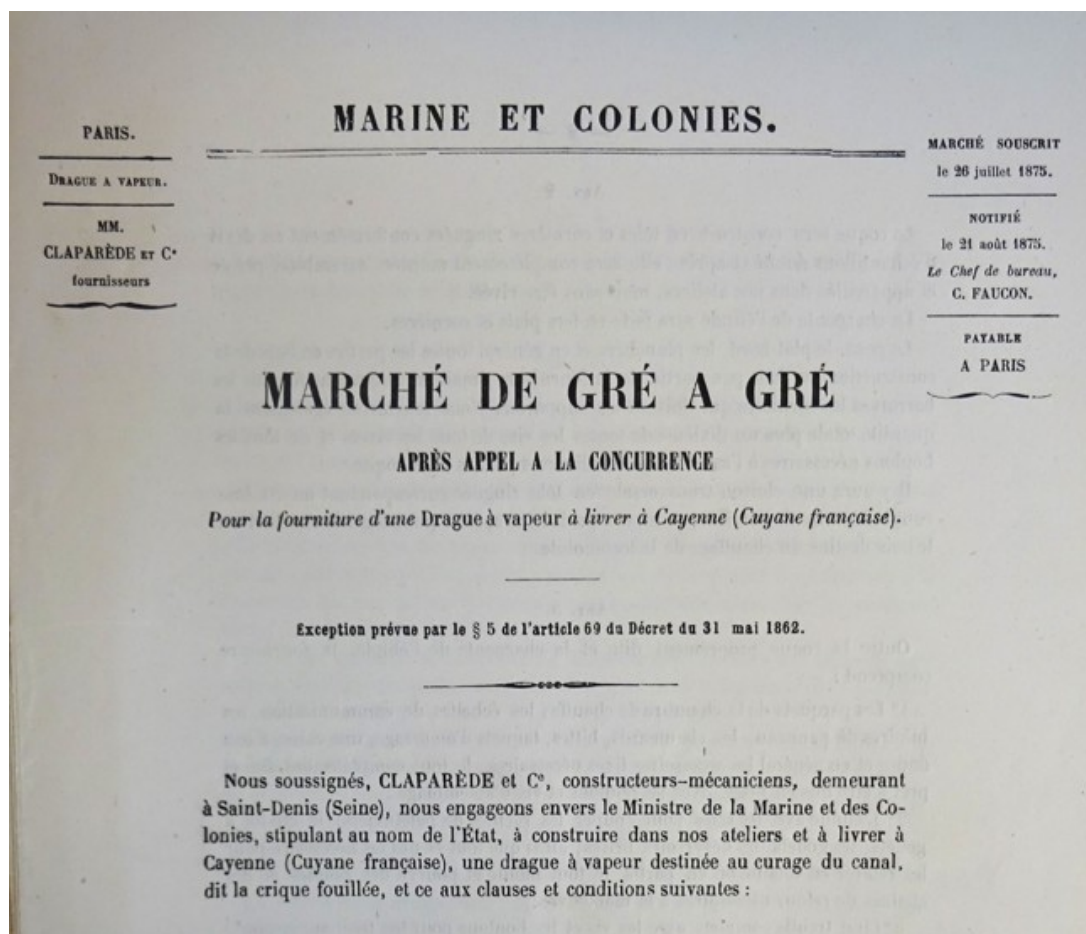 MARINE ET COLONIES.
PARIS.
DRAGUE A VAPEUR.
MM.
CLAPARÈDE ET Cᵉ
fournisseurs
MARCHÉ SOUSCRIT
le 26 juillet 1875.
NOTIFIÉ
le 21 août 1875.
Le Chef de bureau,
C. FAUCON.
PAYABLE
A PARIS
MARCHÉ DE GRÉ A GRÉ
APRÈS APPEL A LA CONCURRENCE
Pour la fourniture d'une Drague à vapeur à livrer à Cayenne (Cuyane française).
Exception prévue par le § 5 de l'article 69 du Décret du 31 mai 1862.
Nous soussignés, CLAPARÈDE et Cᵉ, constructeurs-mécaniciens, demeurant
à Saint-Denis (Seine), nous engageons envers le Ministre de la Marine et des Co-
lonies, stipulant au nom de l'État, à construire dans nos ateliers et à livrer à
Cayenne (Cuyane française), une drague à vapeur destinée au curage du canal,
dit la crique fouillée, et ce aux clauses et conditions suivantes :